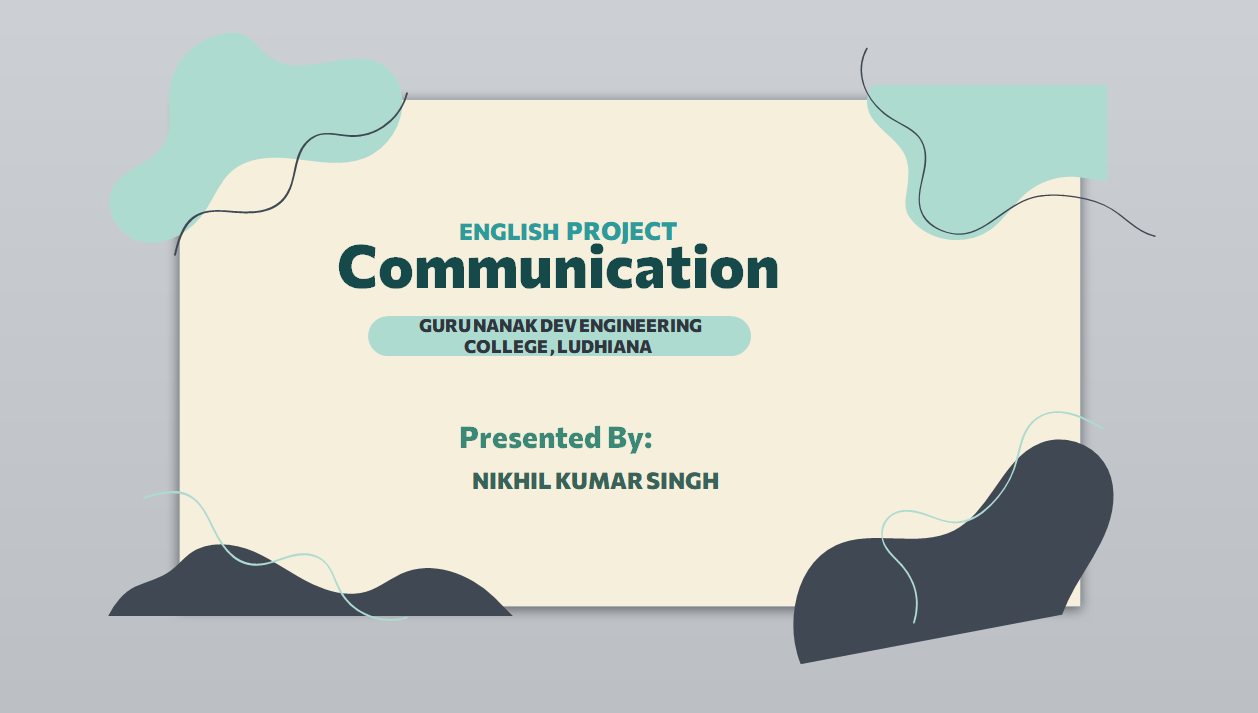 ENGLISH PROJECT
Communication
GURU NANAK DEV ENGINEERING
COLLEGE , LUDHIANA
Presented By:
NIKHIL KUMAR SINGH